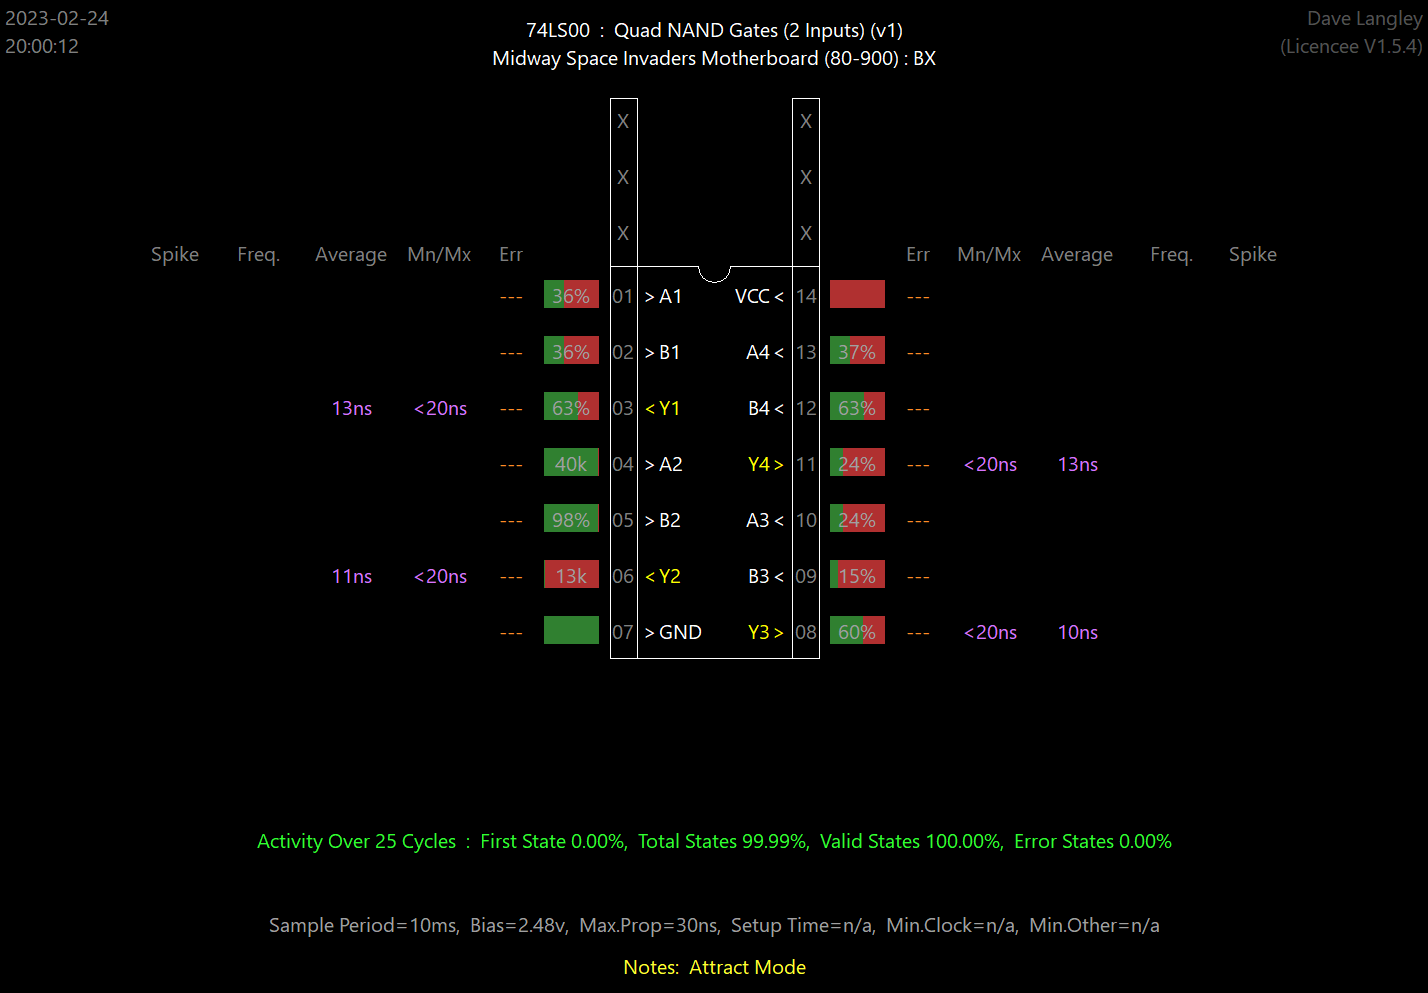 2023-02-24
20:00:12
74LS00 : Quad NAND Gates (2 Inputs) (v1)
Midway Space Invaders Motherboard (80-900) : BX
Dave Langley
(Licencee V1.5.4)
X X
X X
X X
Spike Freq. Average Mn/Mx Err Err Mn/Mx Average Freq. Spike
--- 36% 01 >A1 VCC< 14 ---
--- 36% 02 >B1 A4< 13 37% ---
13ns <20ns --- 63% 03 <Y1 B4< 12 63% ---
--- 40k 04 >A2 Y4> 11 24% --- <20ns 13ns
--- 98% 05 >B2 A3< 10 24% ---
11ns <20ns --- 13k 06 <Y2 B3< 09 15% ---
--- 07 >GND Y3> 08 60% --- <20ns 10ns
Activity Over 25 Cycles : First State 0.00%, Total States 99.99%, Valid States 100.00%, Error States 0.00%
Sample Period=10ms, Bias=2.48v, Max.Prop=30ns, Setup Time=n/a, Min.Clock=n/a, Min.Other=n/a
Notes: Attract Mode